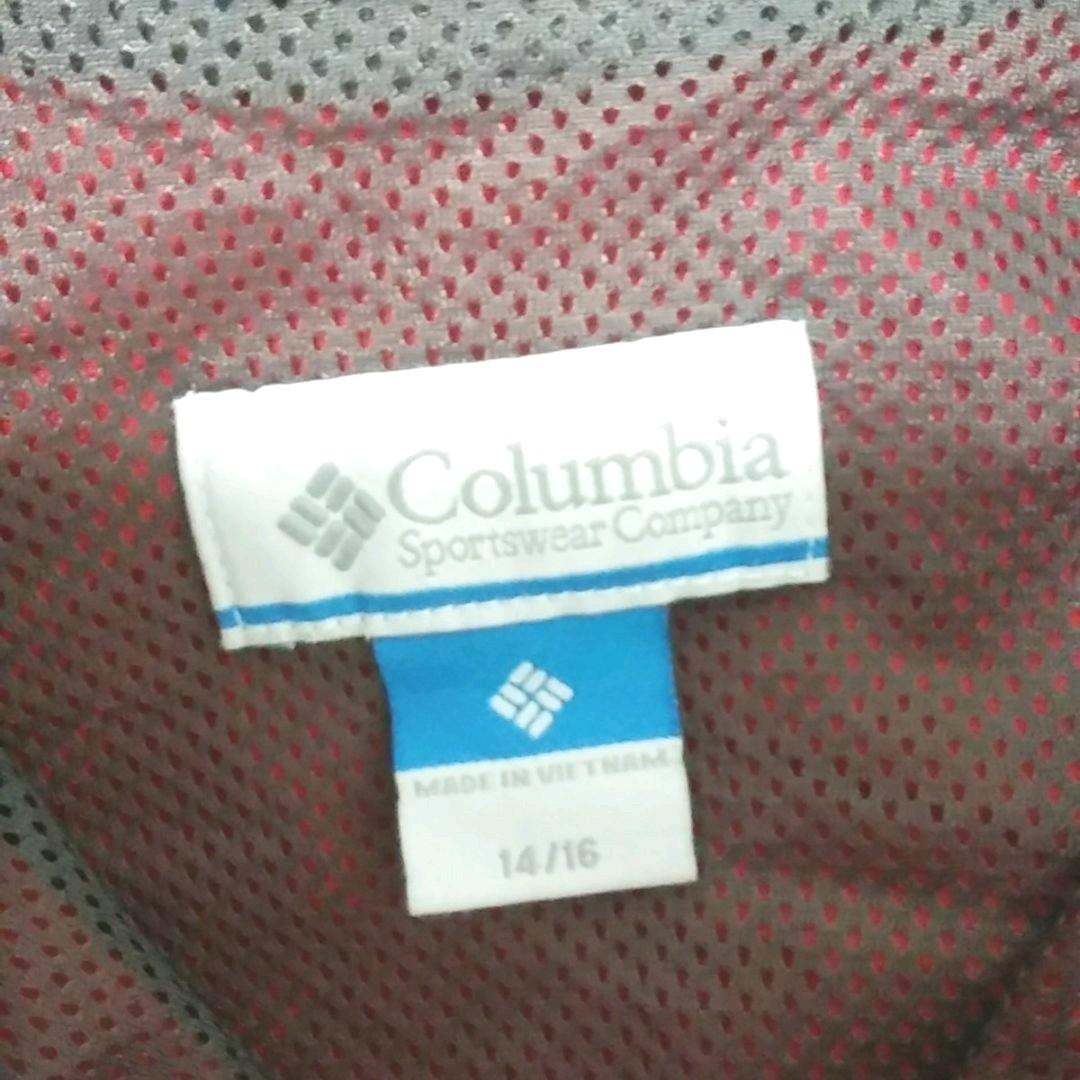 Columbia
Sportswear Company
MADE IN VIETNAM
14/16